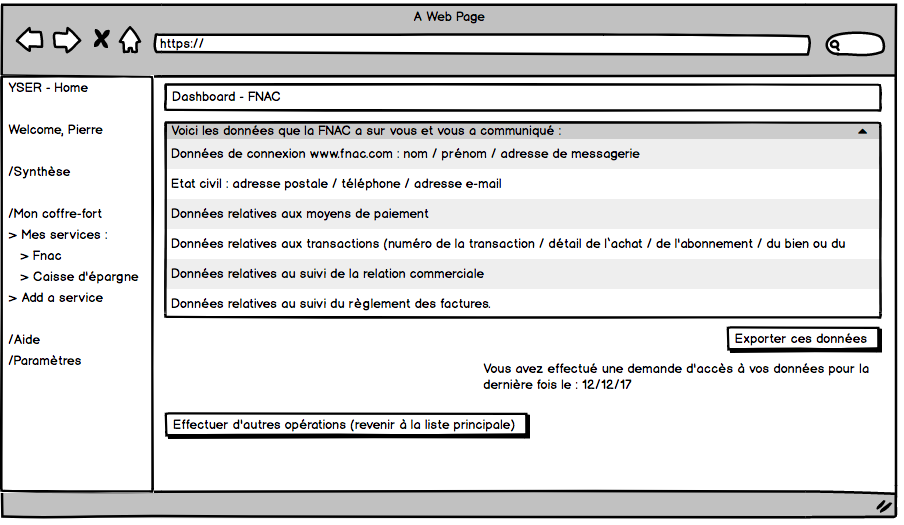 A Web Page
https://
YSER - Home
Welcome, Pierre
/Synthèse
/Mon coffre-fort
> Mes services :
> Fnac
> Caisse d'épargne
> Add a service
/Aide
/Paramètres
Dashboard - FNAC
Voici les données que la FNAC a sur vous et vous a communiqué :
Données de connexion www.fnac.com : nom / prénom / adresse de messagerie
Etat civil : adresse postale / téléphone / adresse e-mail
Données relatives aux moyens de paiement
Données relatives aux transactions (numéro de la transaction / détail de l'achat / de l'abonnement / du bien ou du
Données relatives au suivi de la relation commerciale
Données relatives au suivi du règlement des factures.
Exporter ces données
Vous avez effectué une demande d'accès à vos données pour la
dernière fois le : 12/12/17
Effectuer d'autres opérations (revenir à la liste principale)